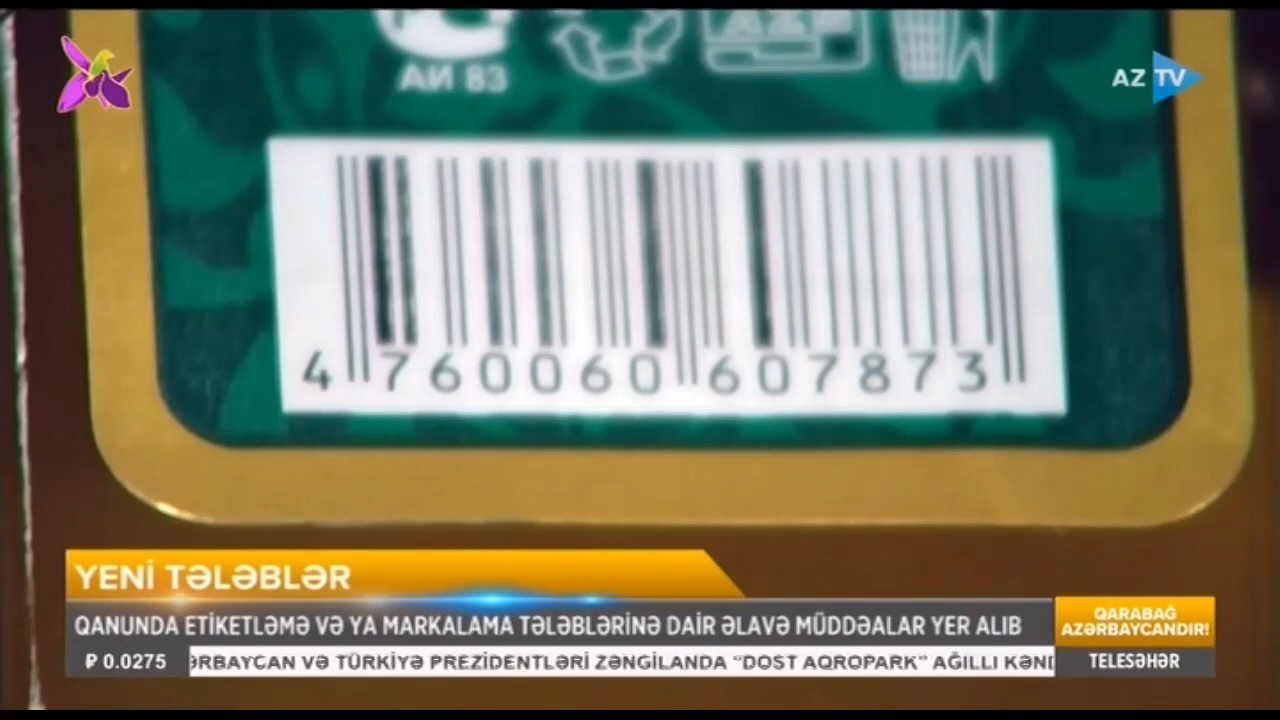 АИ 83
AZ TV
4 760060 607873
YENİ TƏLƏBLƏR
QANUNDA ETİKETLƏMƏ VƏ YA MARKALAMA TƏLƏBLƏRİNƏ DAİR ƏLAVƏ MÜDDƏALAR YER ALIB
QARABAĞ
AZƏRBAYCANDIR!
₽ 0.0275
ƏRBAYCAN VƏ TÜRKİYƏ PREZİDENTLƏRİ ZƏNGİLANDA “DOST AQROPARK” AĞILLI KƏND
TELESƏHƏR